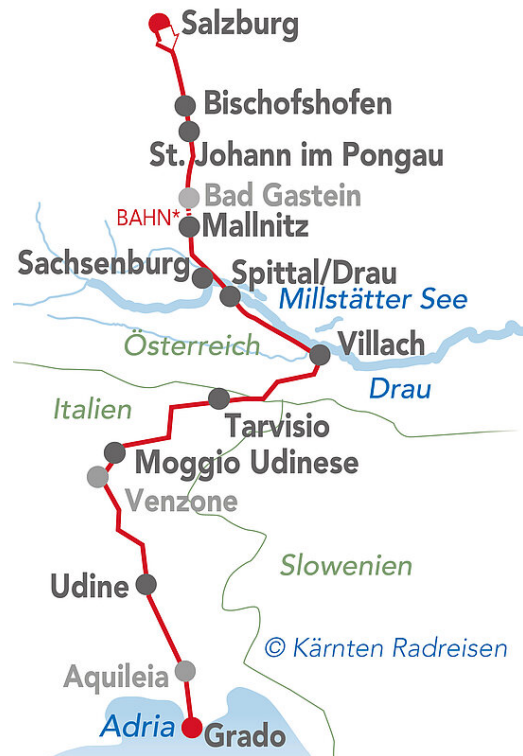 Salzburg
Bischofshofen
St. Johann im Pongau
Bad Gastein
BAHN*
Mallnitz
Sachsenburg
Spittal/Drau
Millstätter See
Österreich
Villach
Drau
Italien
Tarvisio
Moggio Udinese
Venzone
Slowenien
Udine
© Kärnten Radreisen
Aquileia
Adria
Grado